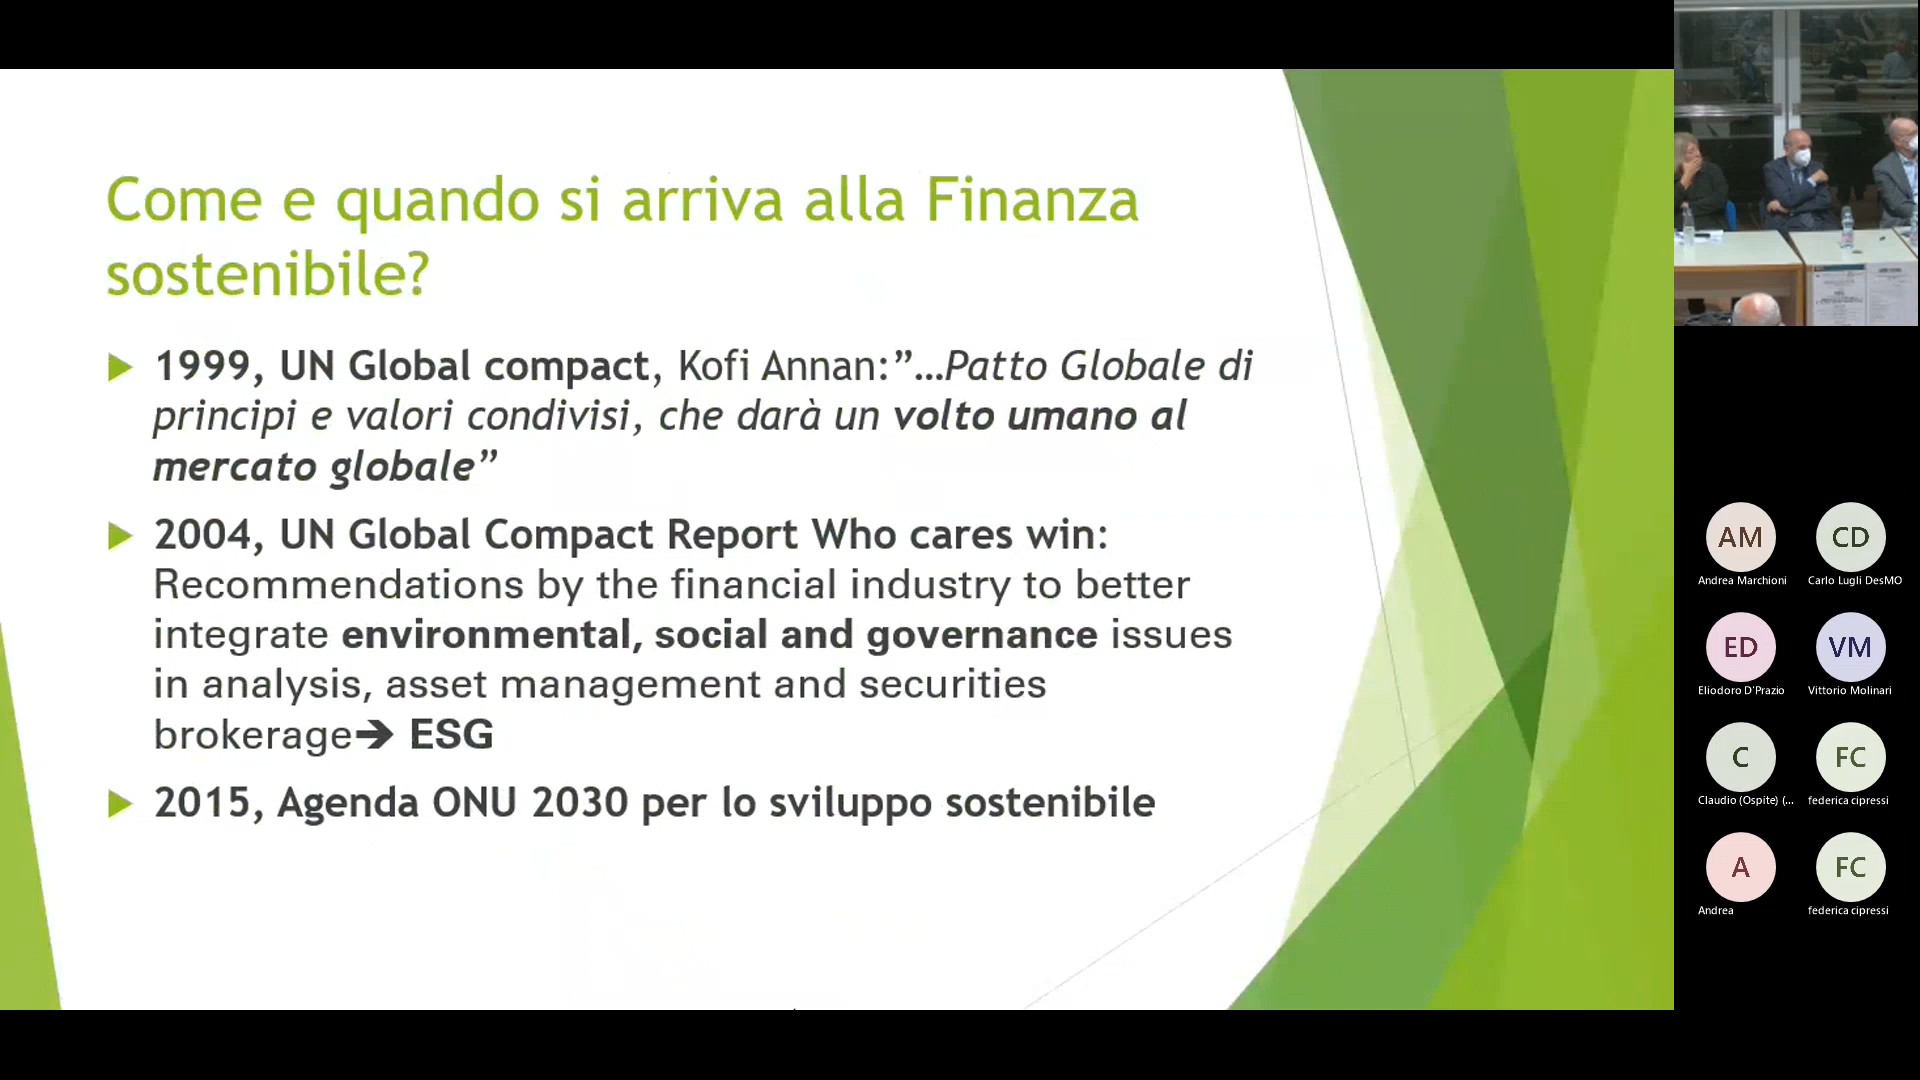 Come e quando si arriva alla Finanza
sostenibile?
1999, UN Global compact, Kofi Annan:”…Patto Globale di
principi e valori condivisi, che darà un volto umano al
mercato globale”
2004, UN Global Compact Report Who cares win:
Recommendations by the financial industry to better
integrate environmental, social and governance issues
in analysis, asset management and securities
brokerage➔ ESG
2015, Agenda ONU 2030 per lo sviluppo sostenibile
AM
CD
Andrea Marchioni
Carlo Lugli DesMO
ED
VM
Eliodoro D'Prazio
Vittorio Molinari
C
FC
Claudio (Ospite) (...
federica cipressi
A
FC
Andrea
federica cipressi